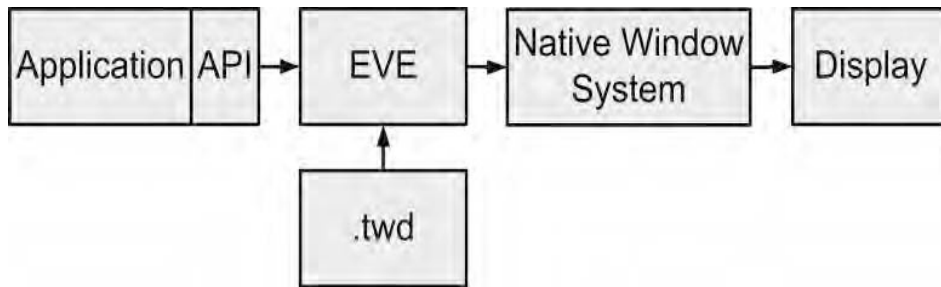 Application
API
EVE
Native Window
System
Display
.twd